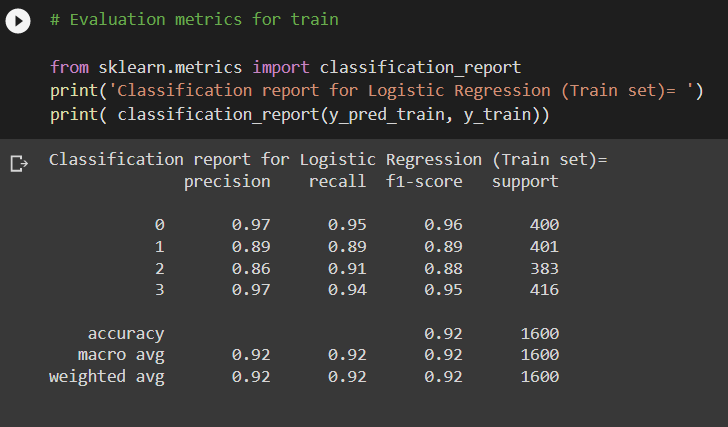 # Evaluation metrics for train
from sklearn.metrics import classification_report
print('Classification report for Logistic Regression (Train set)= ')
print( classification_report(y_pred_train, y_train))
Classification report for Logistic Regression (Train set)=
precision recall f1-score support
0 0.97 0.95 0.96 400
1 0.89 0.89 0.89 401
2 0.86 0.91 0.88 383
3 0.97 0.94 0.95 416
accuracy 0.92 1600
macro avg 0.92 0.92 0.92 1600
weighted avg 0.92 0.92 0.92 1600